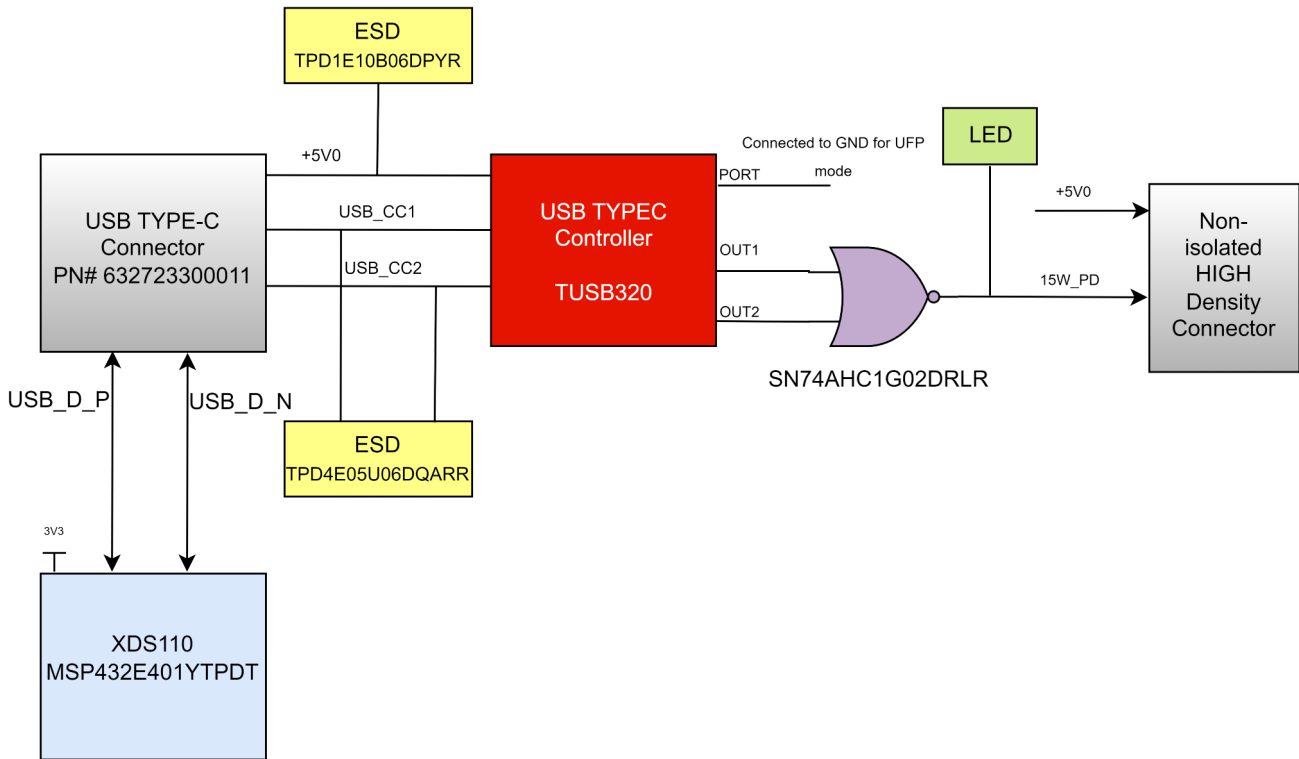 ESD
TPD1E10B06DPYR
+5V0
USB TYPE-C
Connector
PN# 632723300011
USB_CC1
USB_CC2
USB TYPEC
Controller
TUSB320
PORT
Connected to GND for UFP
mode
OUT1
OUT2
SN74AHC1G02DRLR
LED
+5V0
15W_PD
Non-
isolated
HIGH
Density
Connector
USB_D_P
USB_D_N
ESD
TPD4E05U06DQARR
3V3
XDS110
MSP432E401YTPDT